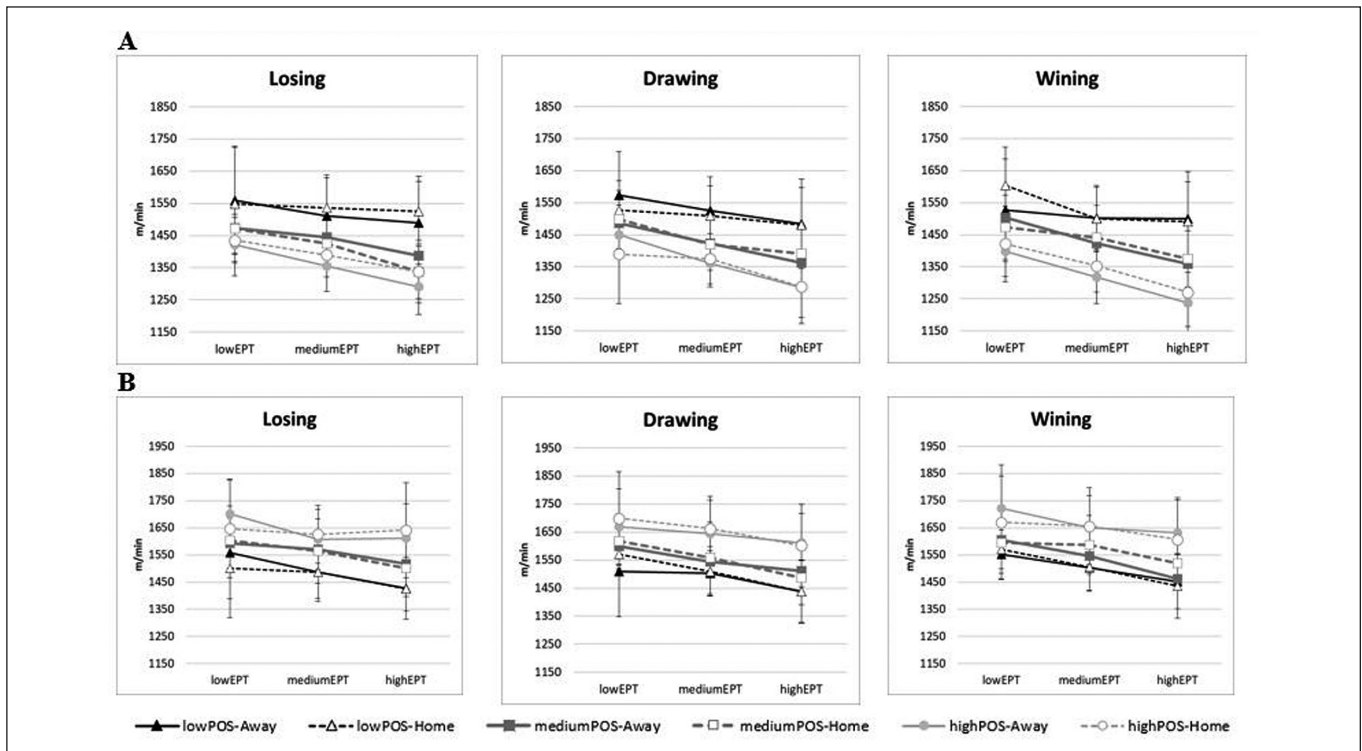 A
Losing
Drawing
Wining
1850
1750
1650
1550
1450
1350
1250
1150
m/min
lowEPT mediumEPT highEPT
1850
1750
1650
1550
1450
1350
1250
1150
m/min
lowEPT mediumEPT highEPT
1850
1750
1650
1550
1450
1350
1250
1150
m/min
lowEPT mediumEPT highEPT
B
Losing
Drawing
Wining
1950
1850
1750
1650
1550
1450
1350
1250
1150
m/min
lowEPT mediumEPT highEPT
1950
1850
1750
1650
1550
1450
1350
1250
1150
m/min
lowEPT mediumEPT highEPT
1950
1850
1750
1650
1550
1450
1350
1250
1150
m/min
lowEPT mediumEPT highEPT
lowPOS-Away lowPOS-Home mediumPOS-Away mediumPOS-Home highPOS-Away highPOS-Home